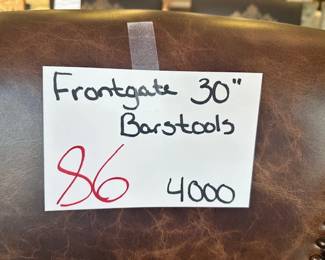 Frontgate 30"
Barstools
86 4000